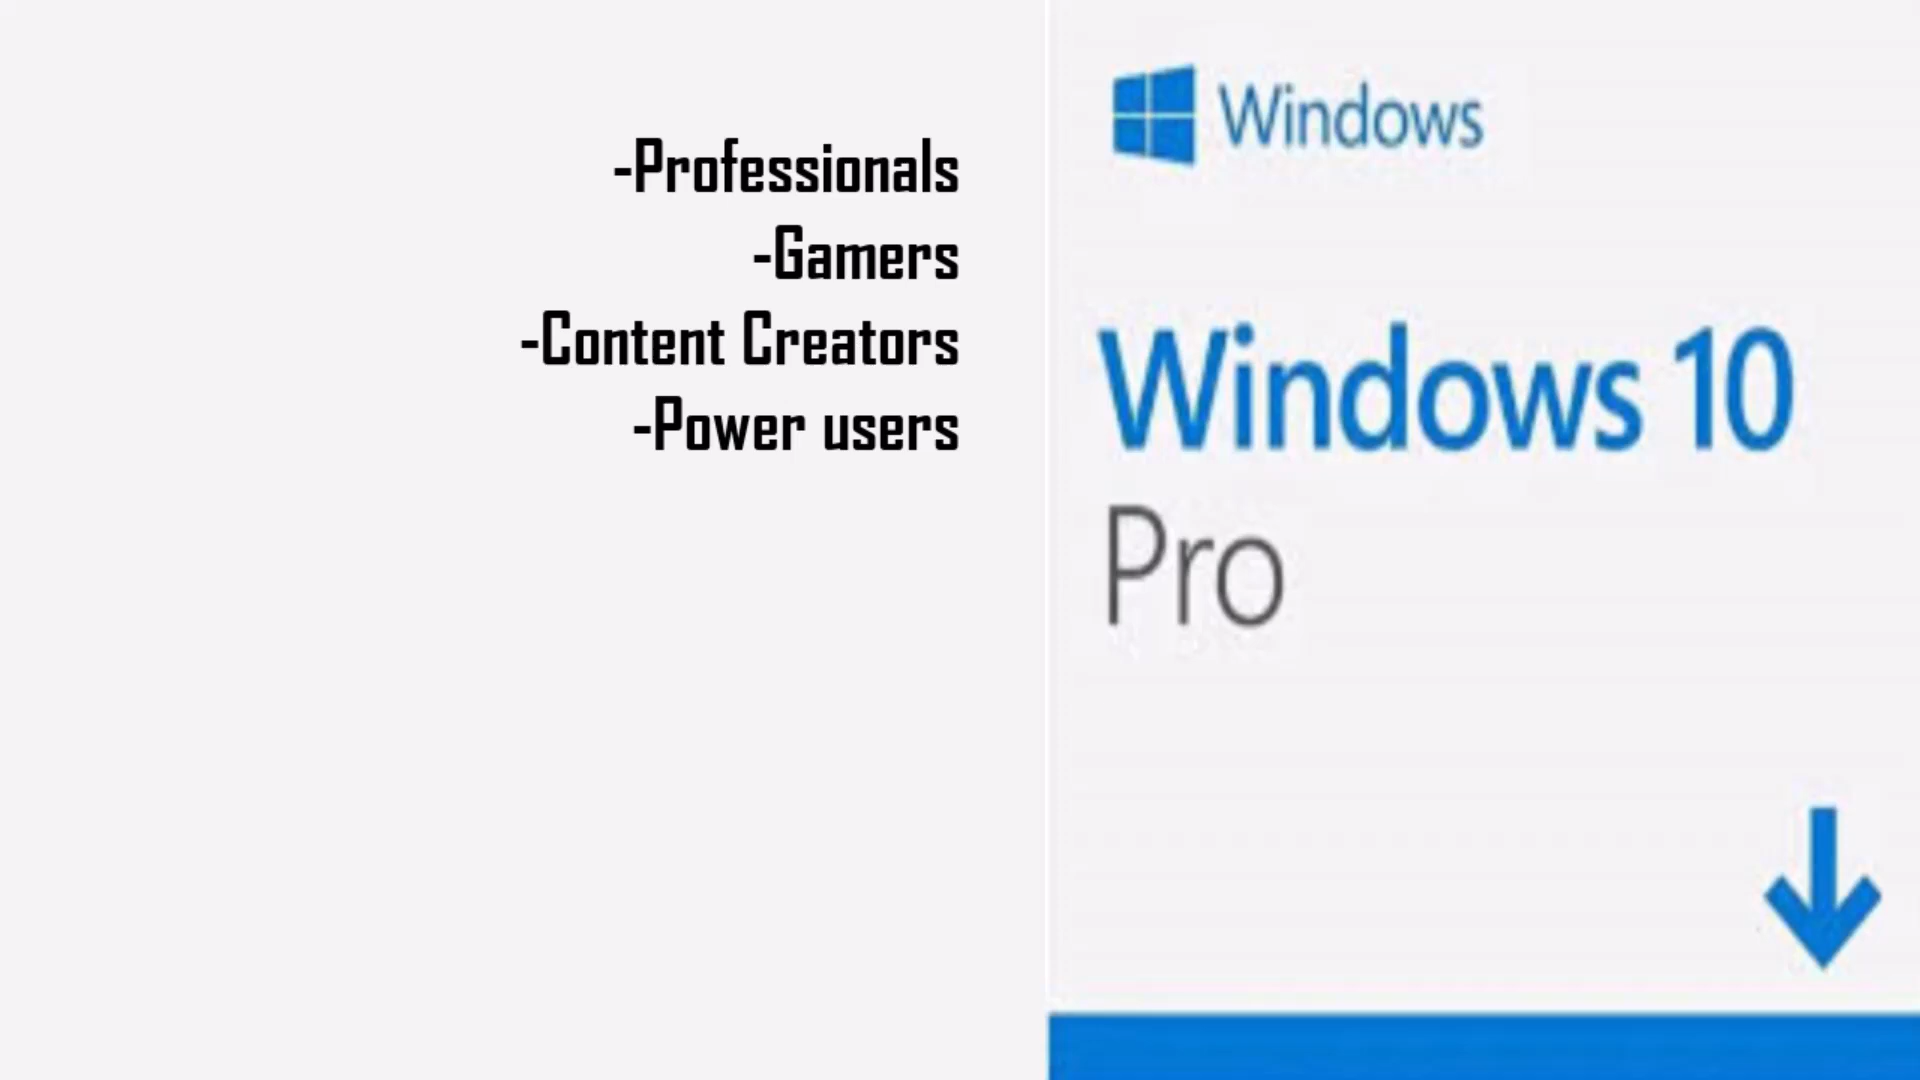 -Professionals
-Gamers
-Content Creators
-Power users
Windows
Windows 10
Pro